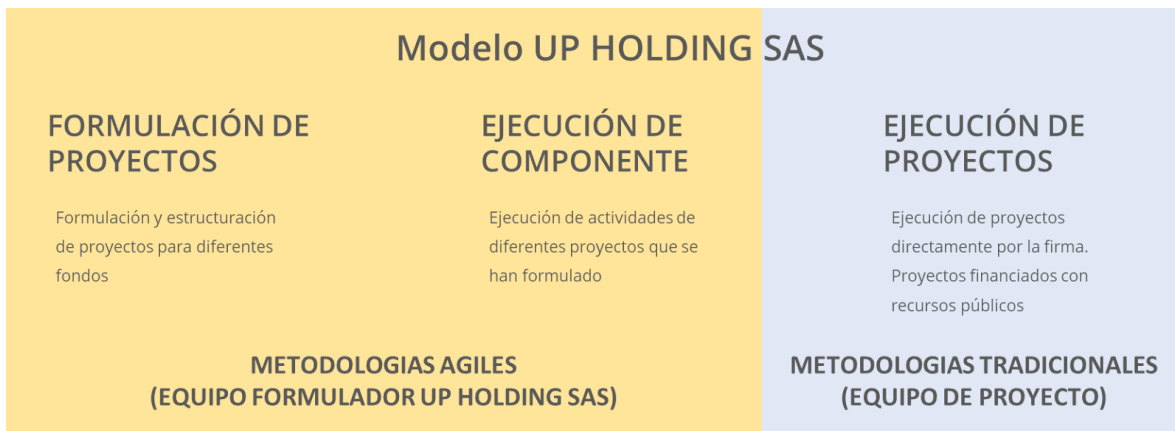 Modelo UP HOLDING SAS
FORMULACIÓN DE
PROYECTOS
Formulación y estructuración
de proyectos para diferentes
fondos
EJECUCIÓN DE
COMPONENTE
Ejecución de actividades de
diferentes proyectos que se
han formulado
EJECUCIÓN DE
PROYECTOS
Ejecución de proyectos
directamente por la firma.
Proyectos financiados con
recursos públicos
METODOLOGIAS AGILES
(EQUIPO FORMULADOR UP HOLDING SAS)
METODOLOGIAS TRADICIONALES
(EQUIPO DE PROYECTO)